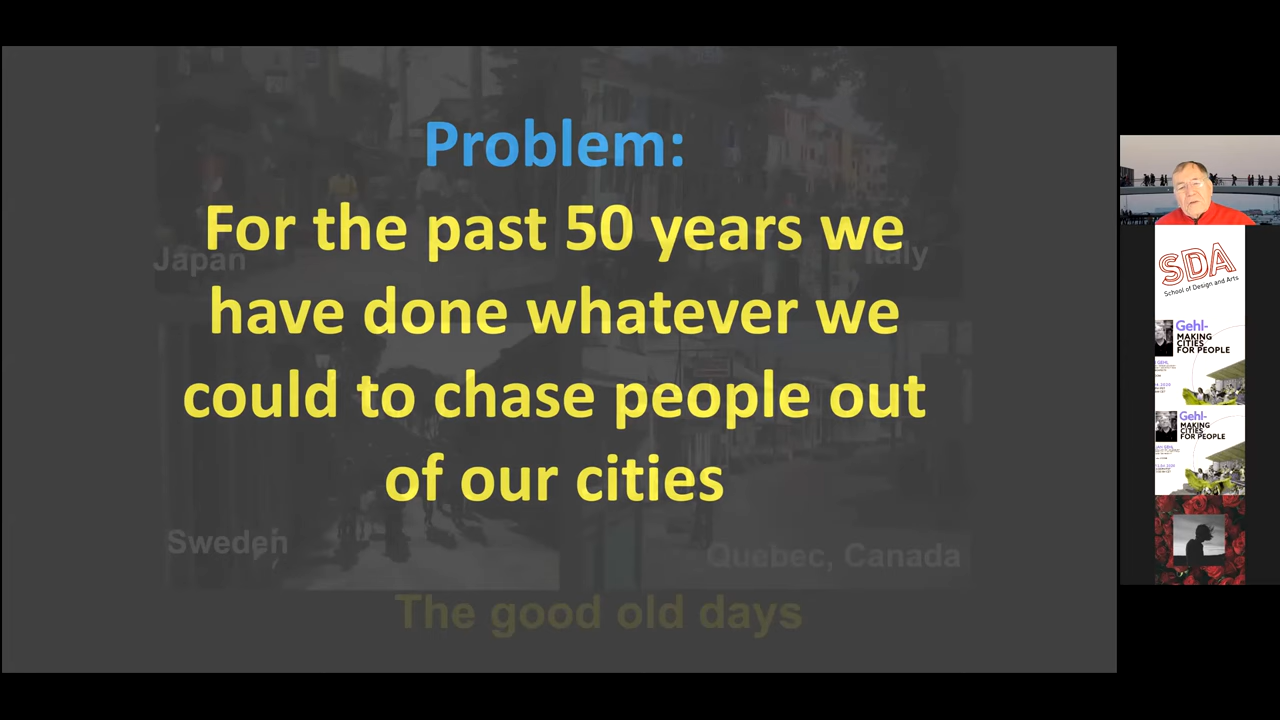 Problem:
For the past 50 years we
have done whatever we
could to chase people out
of our cities
Japan
Italy
Sweden
Quebec, Canada
The good old days
SDA
School of Design and Arts
Gehl-
MAKING
CITIES
FOR PEOPLE
Gehl-
MAKING
CITIES
FOR PEOPLE